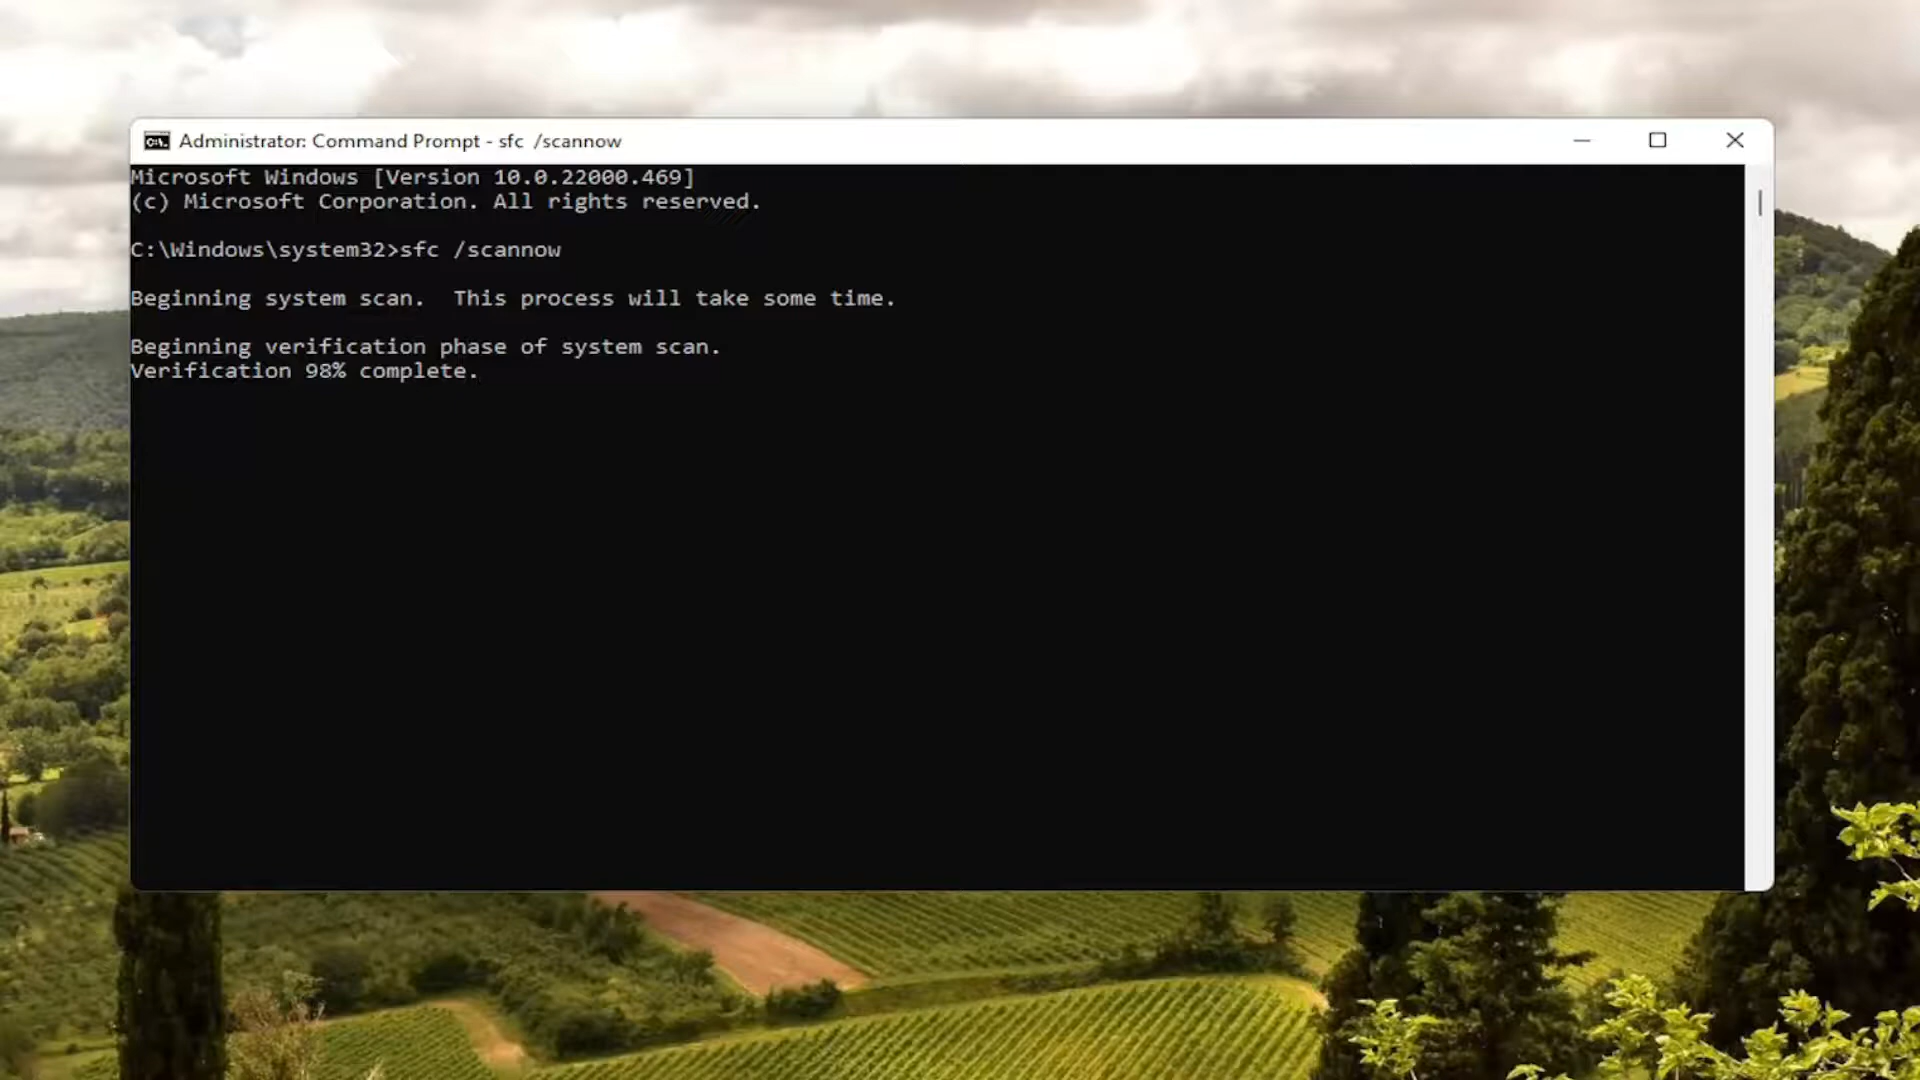 Administrator: Command Prompt - sfc  /scannow
Microsoft Windows [Version 10.0.22000.469]
(c) Microsoft Corporation. All rights reserved.
C:\Windows\system32>sfc /scannow
Beginning system scan.  This process will take some time.
Beginning verification phase of system scan.
Verification 98% complete.